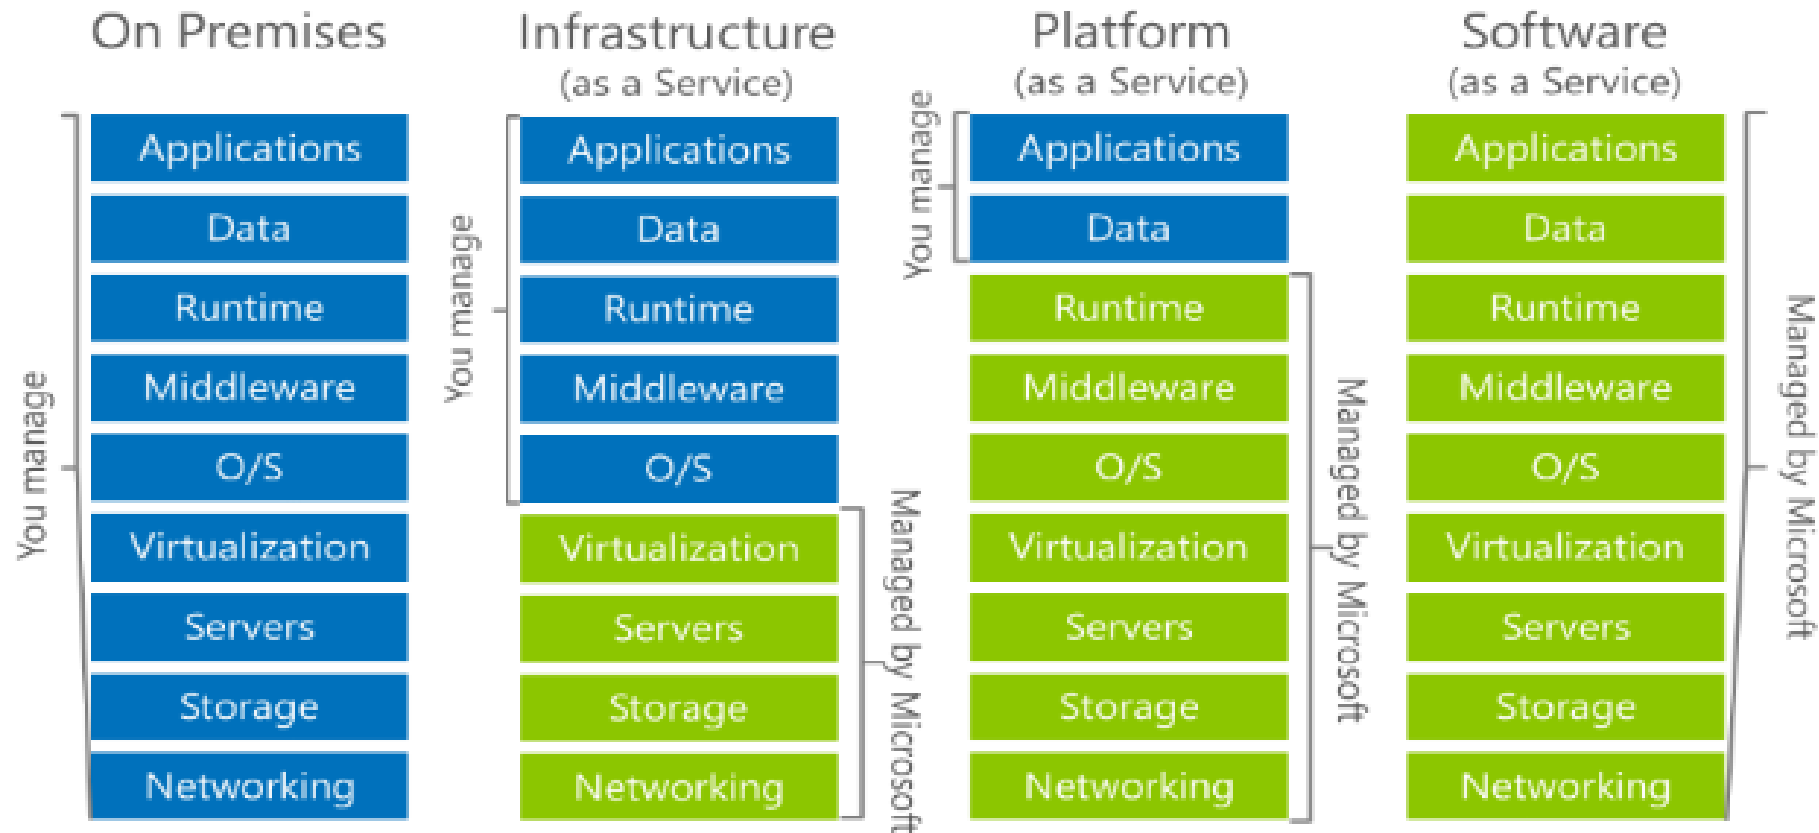 On Premises
You manage
Applications
Data
Runtime
Middleware
O/S
Virtualization
Servers
Storage
Networking
Infrastructure
(as a Service)
You manage
Applications
Data
Runtime
Middleware
O/S
Virtualization
Servers
Storage
Networking
Managed by Microsoft
Platform
(as a Service)
You manage
Applications
Data
Runtime
Middleware
O/S
Virtualization
Servers
Storage
Networking
Managed by Microsoft
Software
(as a Service)
Applications
Data
Runtime
Middleware
O/S
Virtualization
Servers
Storage
Networking
Managed by Microsoft